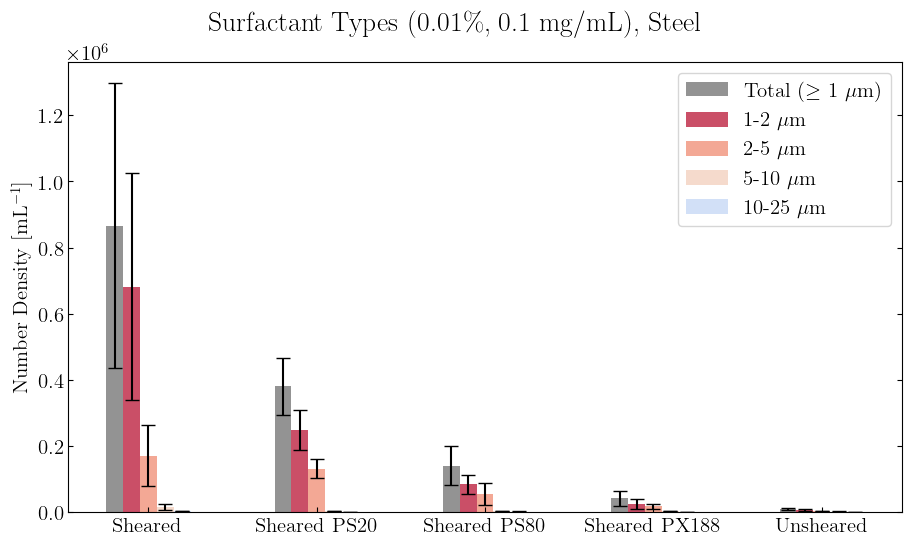 Surfactant Types (0.01%, 0.1 mg/mL), Steel
×10⁶
Number Density [mL⁻¹]
1.2
1.0
0.8
0.6
0.4
0.2
0.0
Total (≥ 1 μm)
1-2 μm
2-5 μm
5-10 μm
10-25 μm
Sheared Sheared PS20 Sheared PS80 Sheared PX188 Unsheared